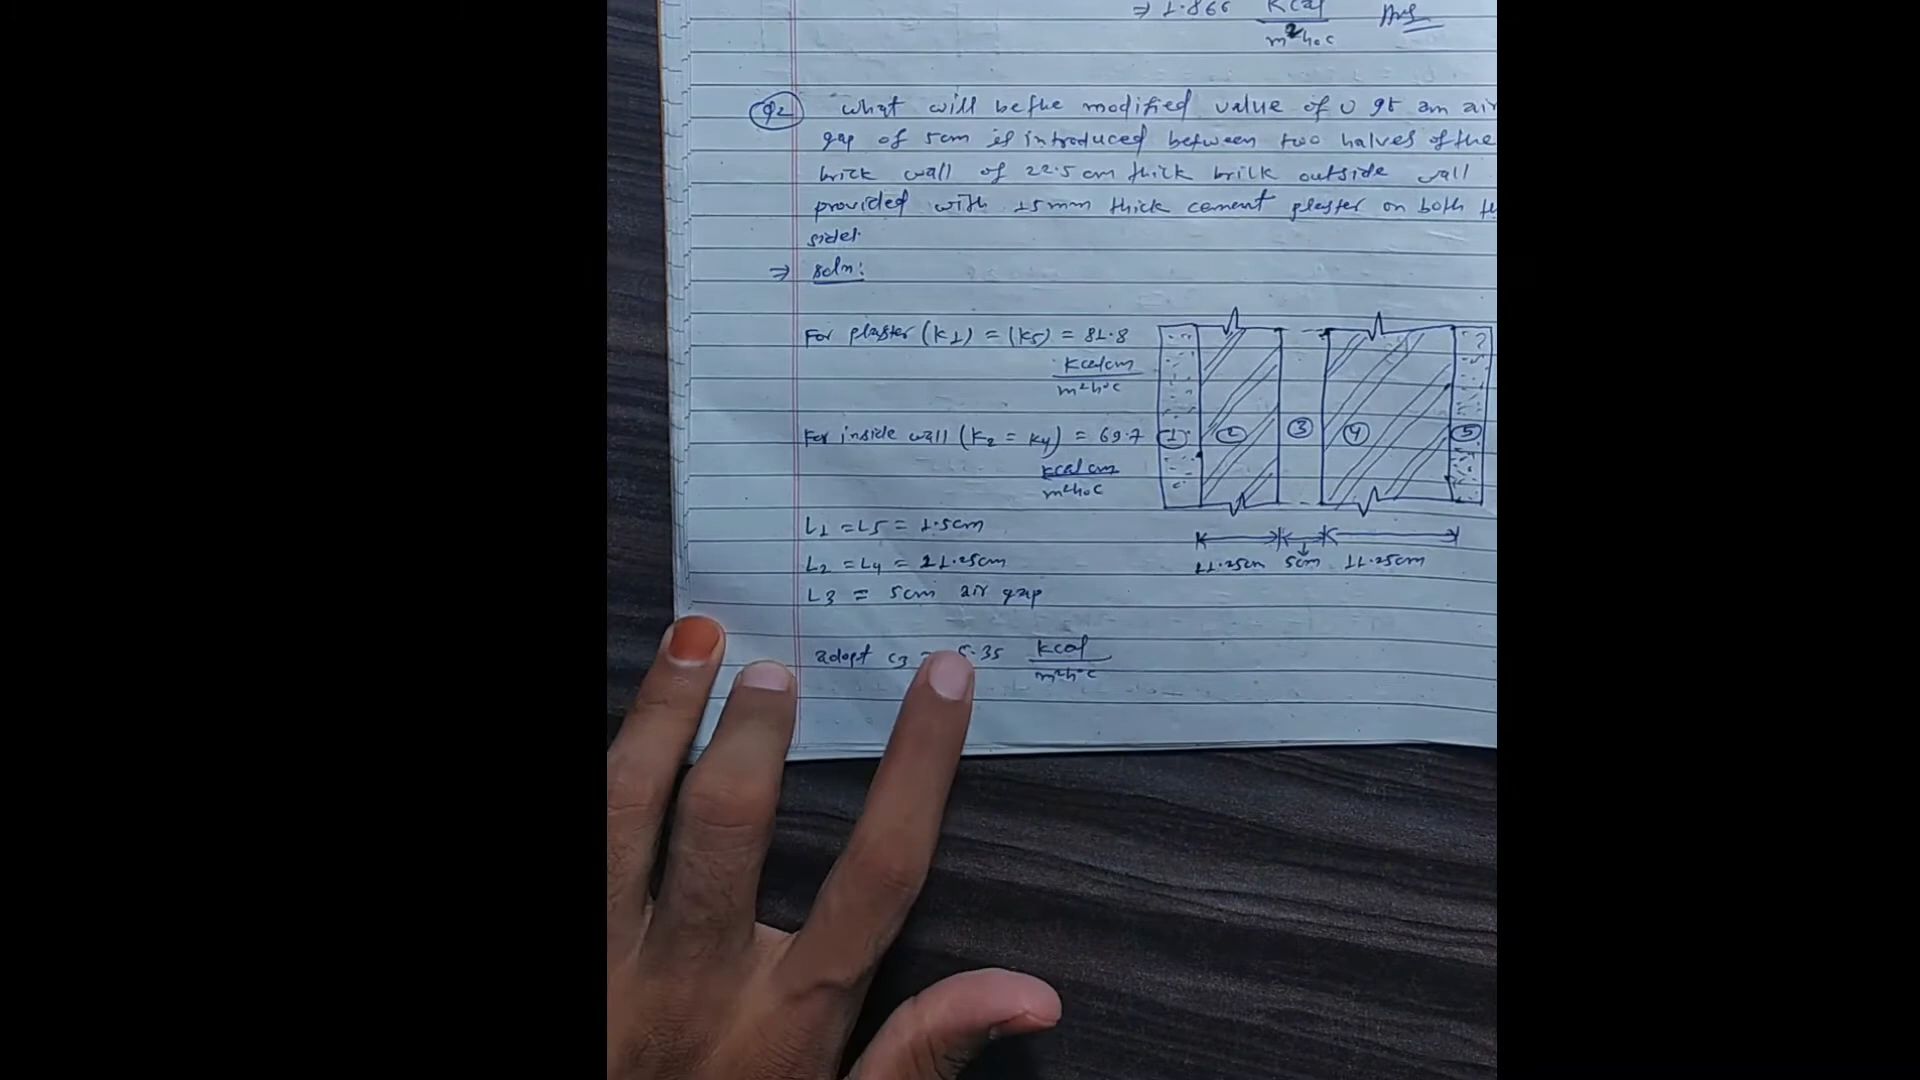 ⇒ 1.866 Kcal Ans
m²h°c
Q2 What will be the modified value of U If an air
gap of 5cm is introduced between two halves of the
brick wall of 22.5 cm thick brick outside wall
provided with 15mm thick cement plaster on both
sides.
⇒ soln:
For plaster (K1) = (K5) = 81.8
Kcalcm
m²h°c
For inside wall (K2 = K4) = 69.7
Kcal cm
m²h°c
1 2 3 4 5
L1 = L5 = 1.5cm
L2 = L4 = 11.25cm
11.25cm 5cm 11.25cm
L3 = 5cm air gap
adopt C3 = 5.35 Kcal
m²h°c